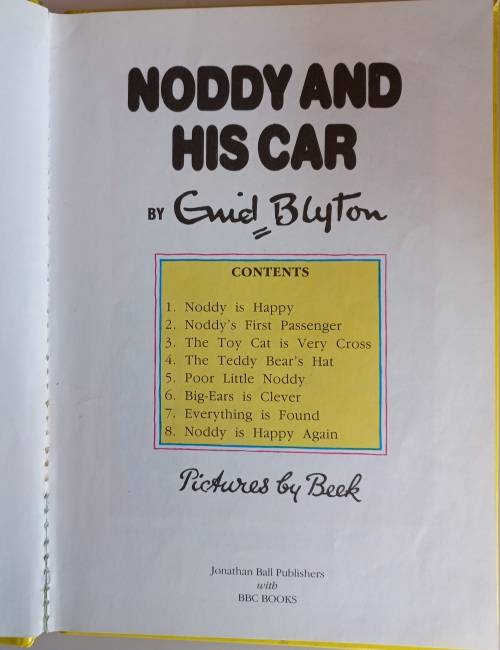 NODDY AND
HIS CAR
BY Enid Blyton
CONTENTS
1. Noddy is Happy
2. Noddy's First Passenger
3. The Toy Cat is Very Cross
4. The Teddy Bear's Hat
5. Poor Little Noddy
6. Big-Ears is Clever
7. Everything is Found
8. Noddy is Happy Again
Pictures by Beek
Jonathan Ball Publishers
with
BBC BOOKS